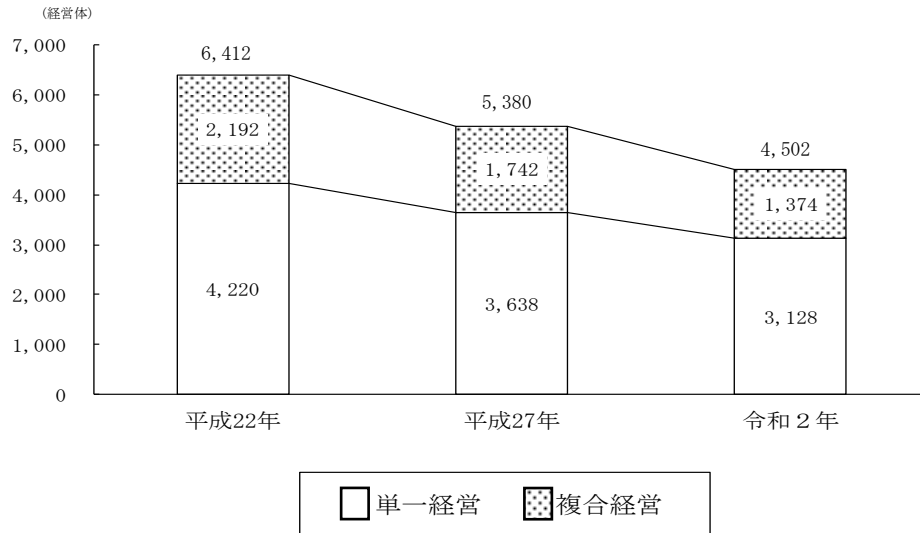 (経営体)
7,000
6,000
5,000
4,000
3,000
2,000
1,000
0
6,412
2,192
4,220
5,380
1,742
3,638
4,502
1,374
3,128
平成22年
平成27年
令和２年
単一経営
複合経営